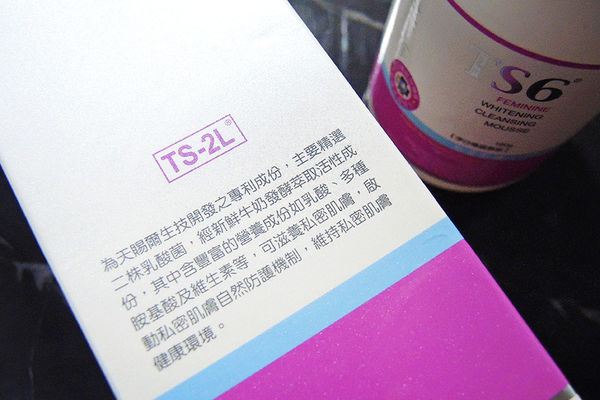 TS-2L®
為天賜爾生技開發之專利成份，主要精選
二株乳酸菌，經新鮮牛奶發酵萃取活性成
份，其中含豐富的營養成份如乳酸、多種
胺基酸及維生素等，可滋養私密肌膚，啟
動私密肌膚自然防護機制，維持私密肌膚
健康環境。
TS6®
FEMININE
WHITENING
CLEANSING
MOUSSE